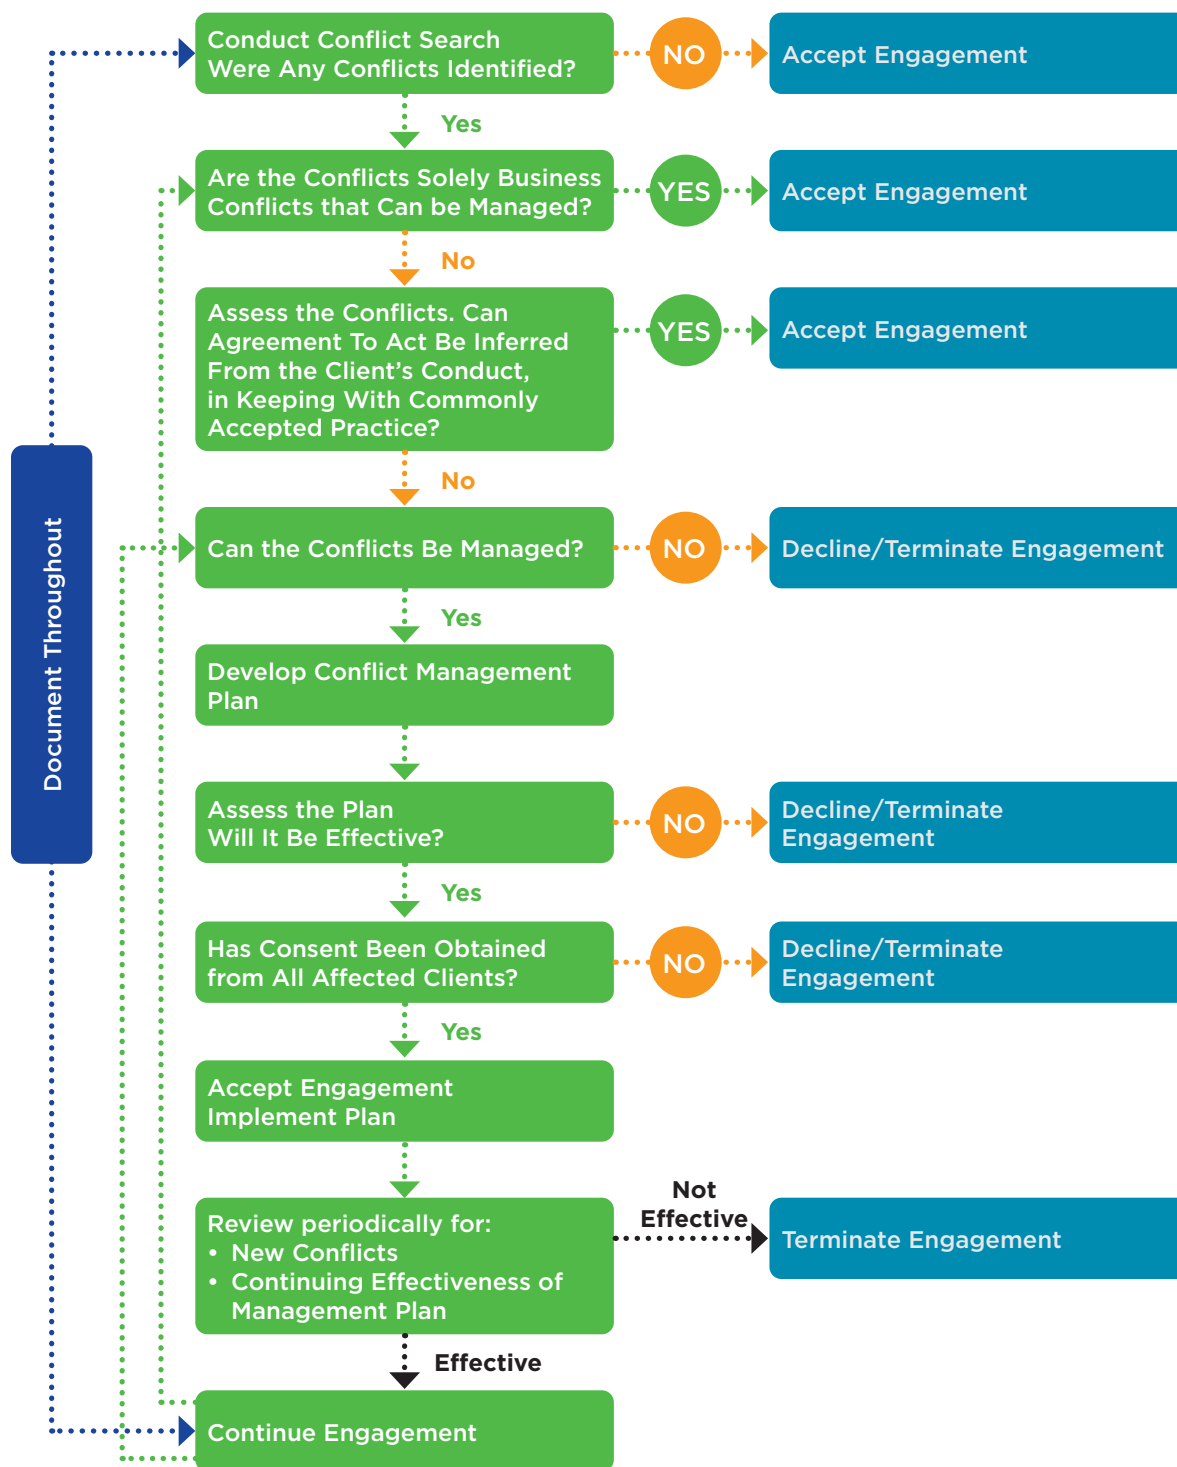 Conduct Conflict Search
Were Any Conflicts Identified?
NO
Accept Engagement
Yes
Are the Conflicts Solely Business
Conflicts that Can be Managed?
YES
Accept Engagement
No
Assess the Conflicts. Can
Agreement To Act Be Inferred
From the Client’s Conduct,
in Keeping With Commonly
Accepted Practice?
YES
Accept Engagement
No
Can the Conflicts Be Managed?
NO
Decline/Terminate Engagement
Document Throughout
Yes
Develop Conflict Management
Plan
Assess the Plan
Will It Be Effective?
NO
Decline/Terminate
Engagement
Yes
Has Consent Been Obtained
from All Affected Clients?
NO
Decline/Terminate
Engagement
Yes
Accept Engagement
Implement Plan
Review periodically for:
• New Conflicts
• Continuing Effectiveness of
Management Plan
Not
Effective
Terminate Engagement
Effective
Continue Engagement